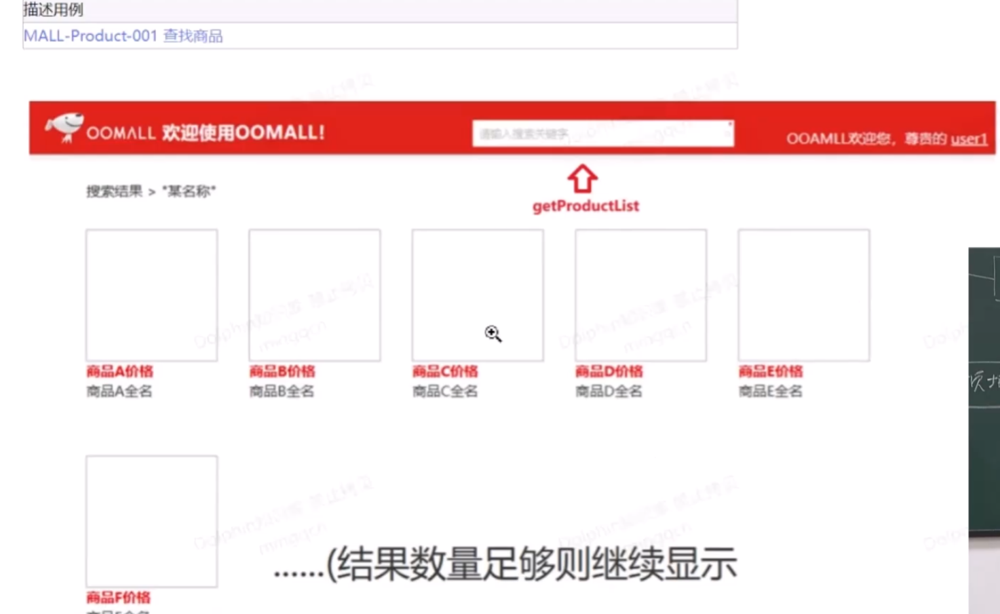 描述用例
MALL-Product-001 查找商品
OOMALL 欢迎使用OOMALL!
请输入搜索关键字
OOAMLL欢迎您，尊贵的 user1
getProductList
搜索结果 > "某名称"
商品A价格 商品B价格 商品C价格 商品D价格 商品E价格
商品A全名 商品B全名 商品C全名 商品D全名 商品E全名
......(结果数量足够则继续显示
商品F价格